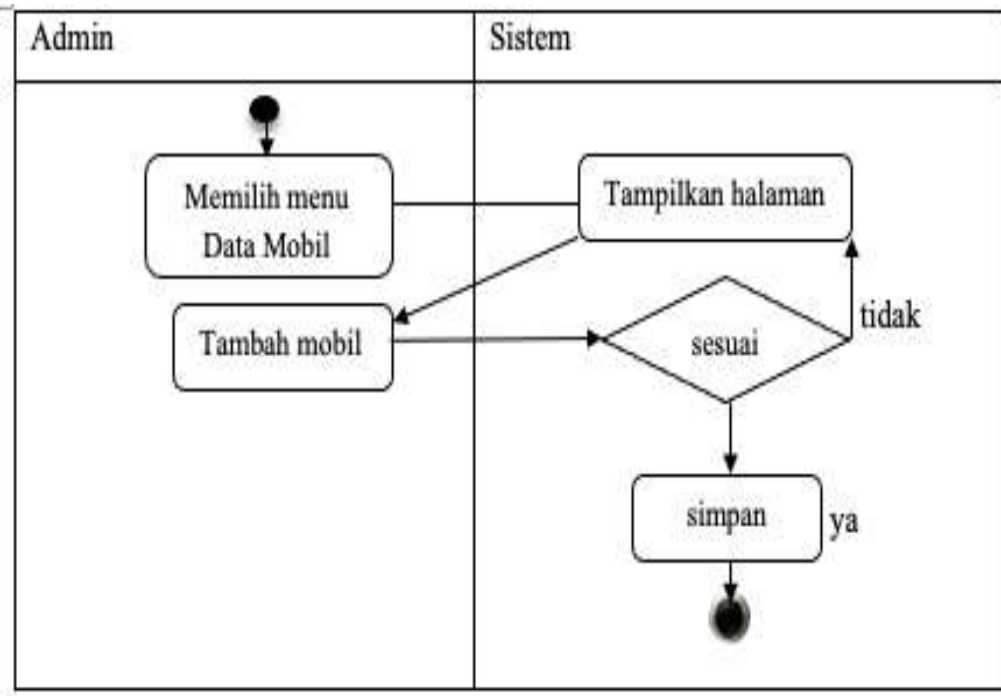 Admin
Sistem
Memilih menu
Data Mobil
Tampilkan halaman
Tambah mobil
sesuai
tidak
simpan
ya